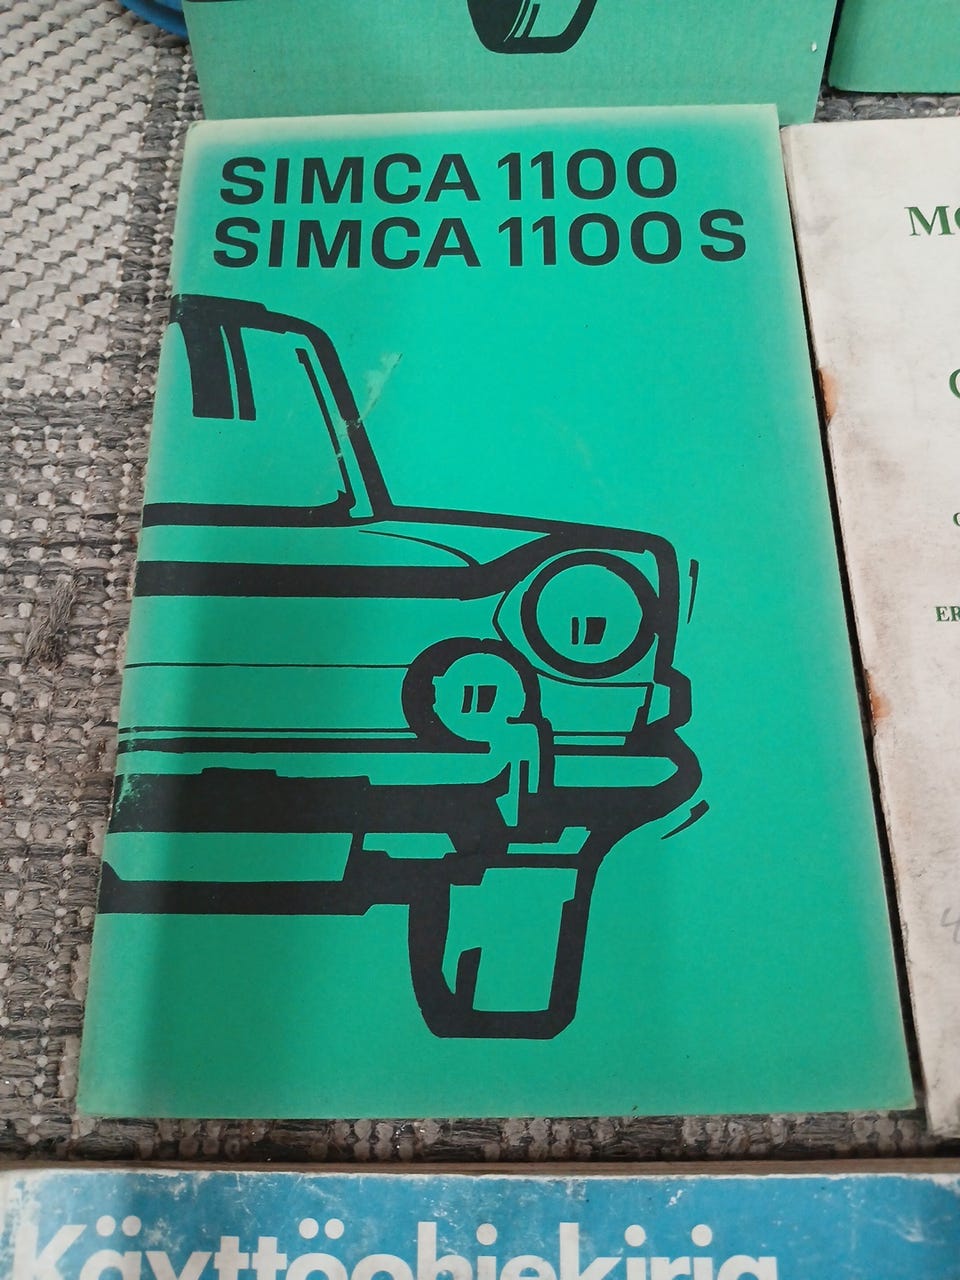 SIMCA 1100
SIMCA 1100 S
Käyttöohjekirja